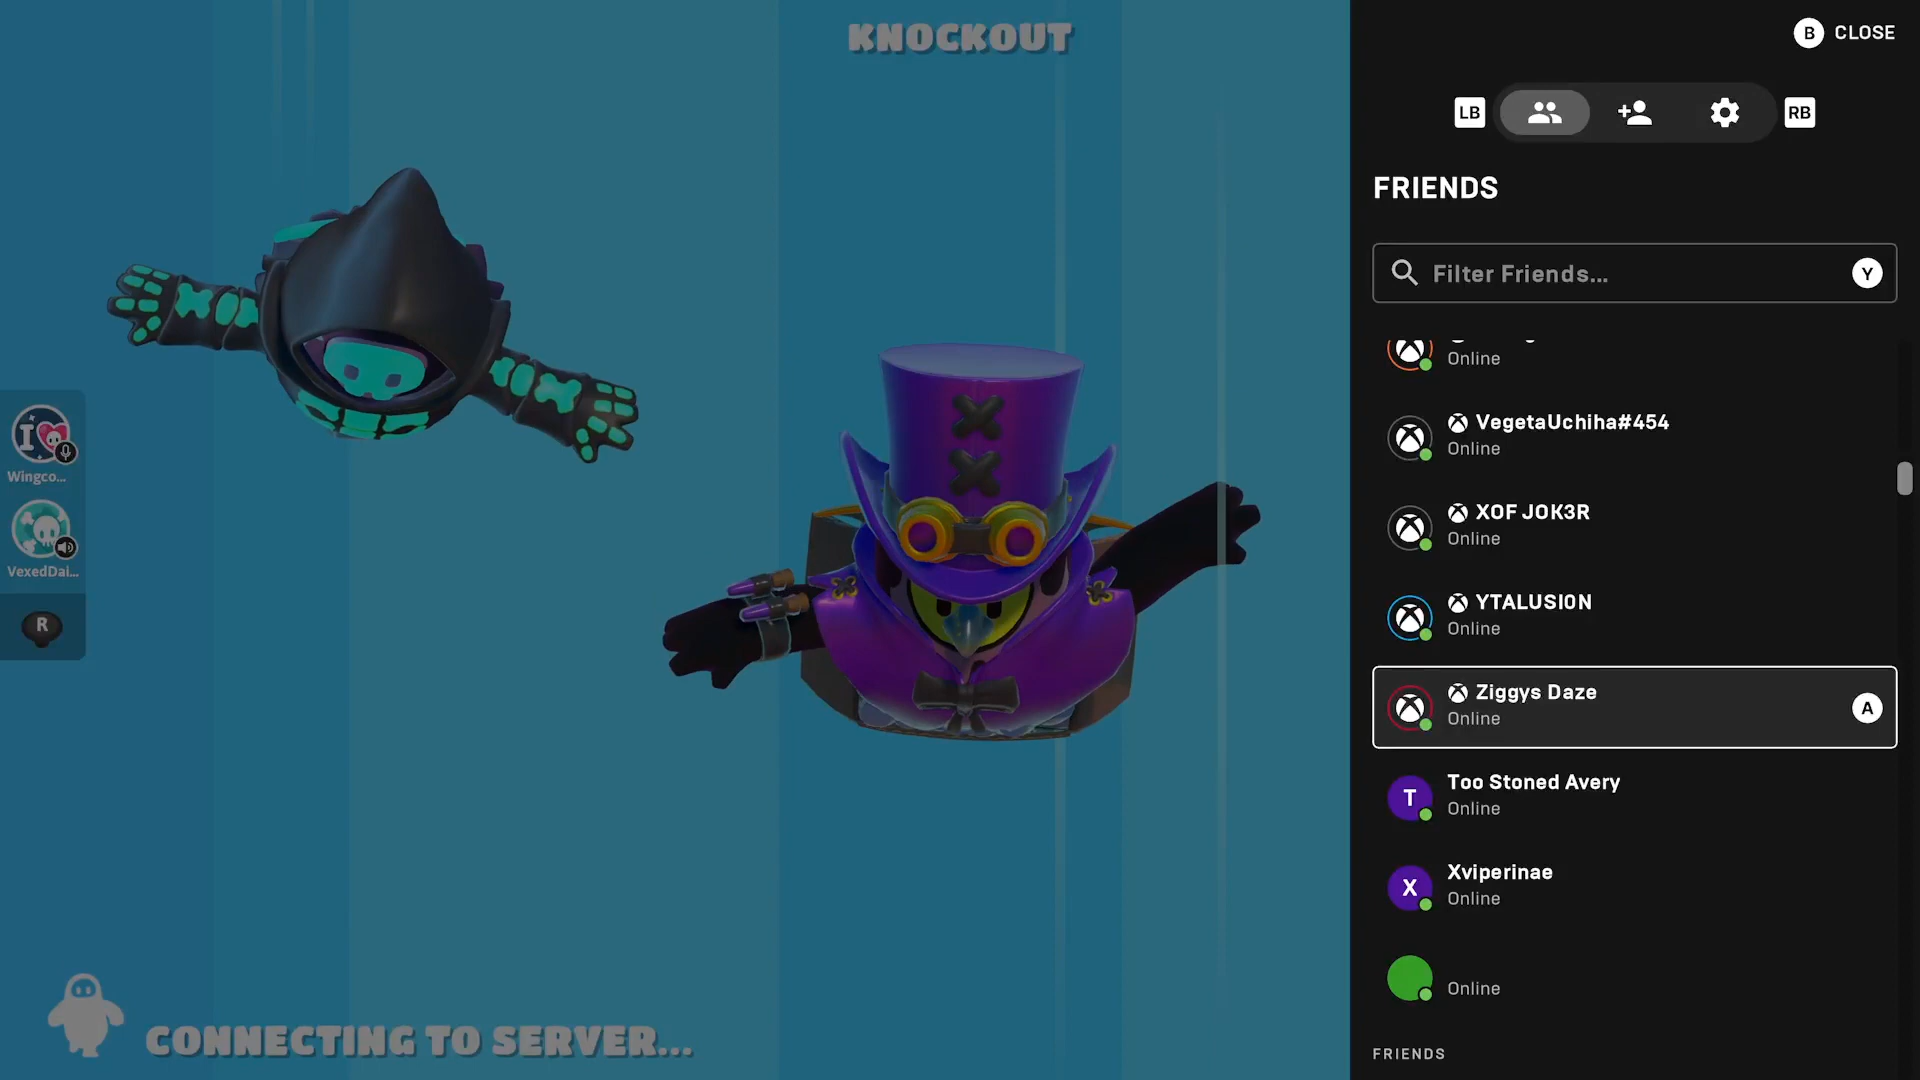 KNOCKOUT
B CLOSE
LB
RB
FRIENDS
Filter Friends...
Y
Online
VegetaUchiha#454
Online
XOF JOK3R
Online
YTALUSI0N
Online
Ziggys Daze
Online
A
T
Too Stoned Avery
Online
X
Xviperinae
Online
Online
FRIENDS
I
Wingco...
VexedDai...
R
CONNECTING TO SERVER...